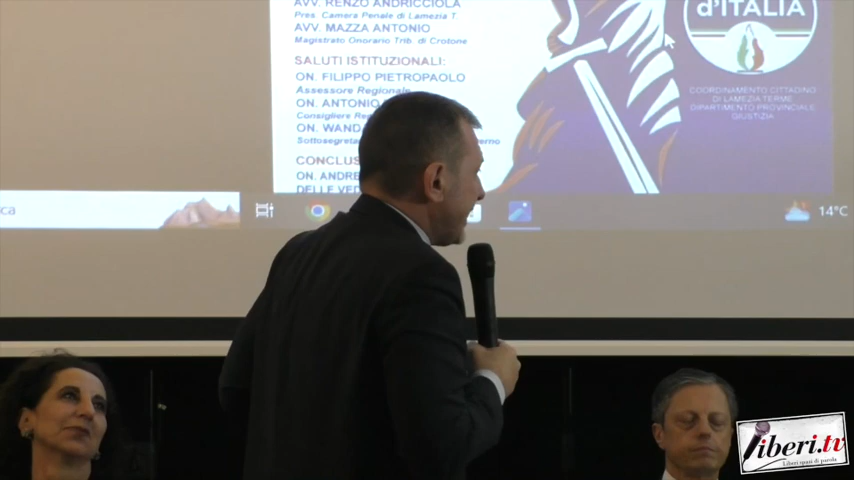 AVV. RENZO ANDRICCIOLA
Pres. Camera Penale di Lamezia T.
AVV. MAZZA ANTONIO
Magistrato Onorario Trib. di Crotone
SALUTI ISTITUZIONALI:
ON. FILIPPO PIETROPAOLO
Assessore Regionale
ON. ANTONIO
Consigliere
ON. WAND
CONCLUS
ON. ANDRE
DELLE VED
d'ITALIA
COORDINAMENTO CITTADINO
DI LAMEZIA TERME
DIPARTIMENTO PROVINCIALE
GIUSTIZIA
14°C
liberi.tv
Liberi spazi di parola